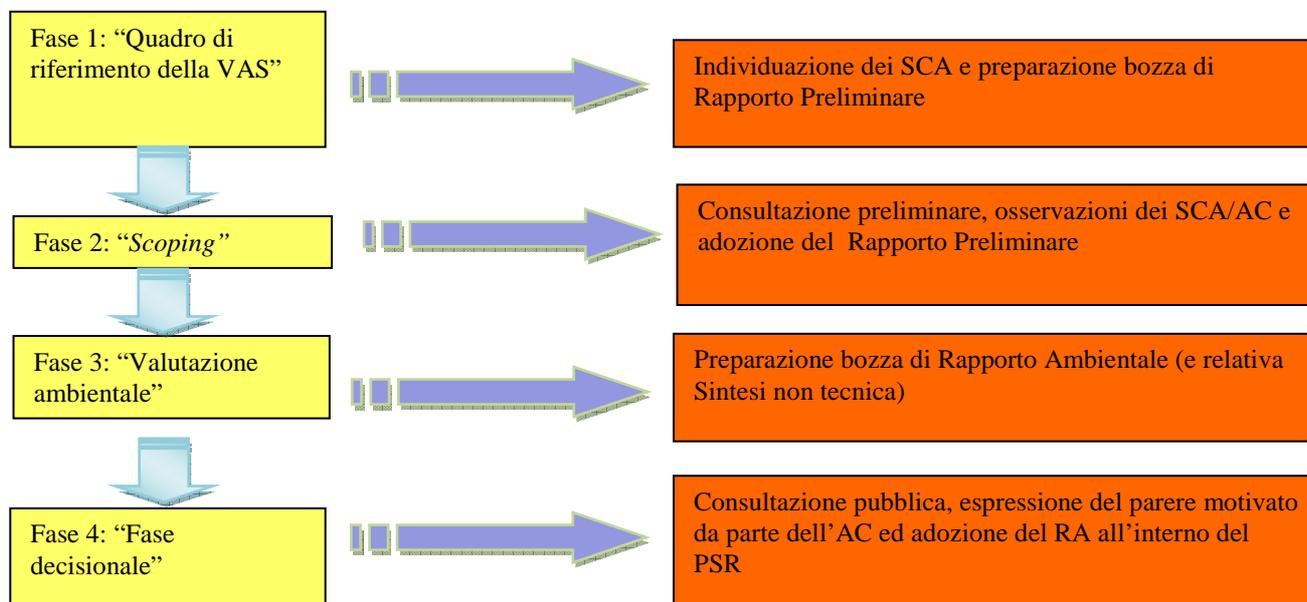 Fase 1: “Quadro di
riferimento della VAS”
Individuazione dei SCA e preparazione bozza di
Rapporto Preliminare
Fase 2: “Scoping”
Consultazione preliminare, osservazioni dei SCA/AC e
adozione del  Rapporto Preliminare
Fase 3: “Valutazione
ambientale”
Preparazione bozza di Rapporto Ambientale (e relativa
Sintesi non tecnica)
Fase 4: “Fase
decisionale”
Consultazione pubblica, espressione del parere motivato
da parte dell’AC ed adozione del RA all’interno del
PSR